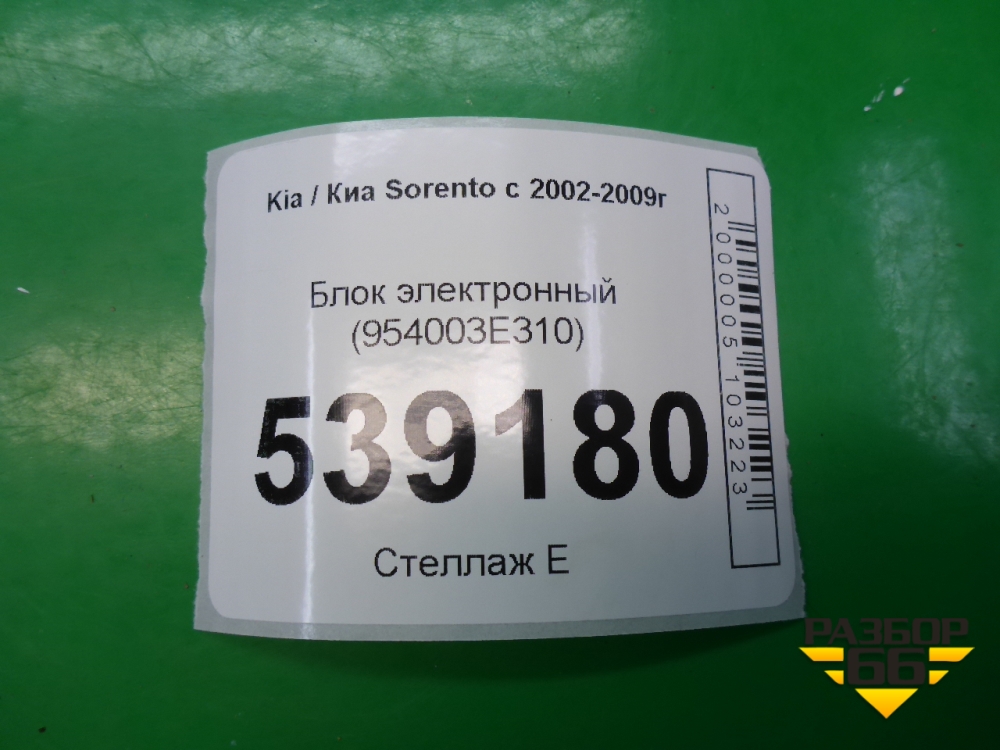 Kia / Киа Sorento с 2002-2009г
Блок электронный
(954003E310)
539180
Стеллаж Е
2000005103223
РАЗБОР
66